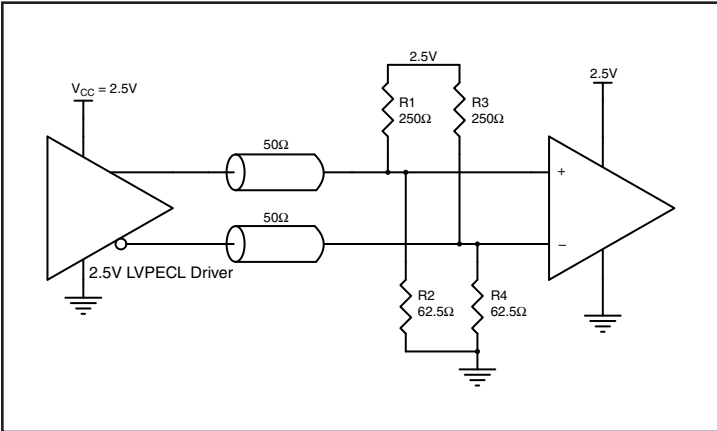 2.5V
V_CC = 2.5V
2.5V
R1
250Ω
R3
250Ω
50Ω
+
50Ω
–
2.5V LVPECL Driver
R2
62.5Ω
R4
62.5Ω